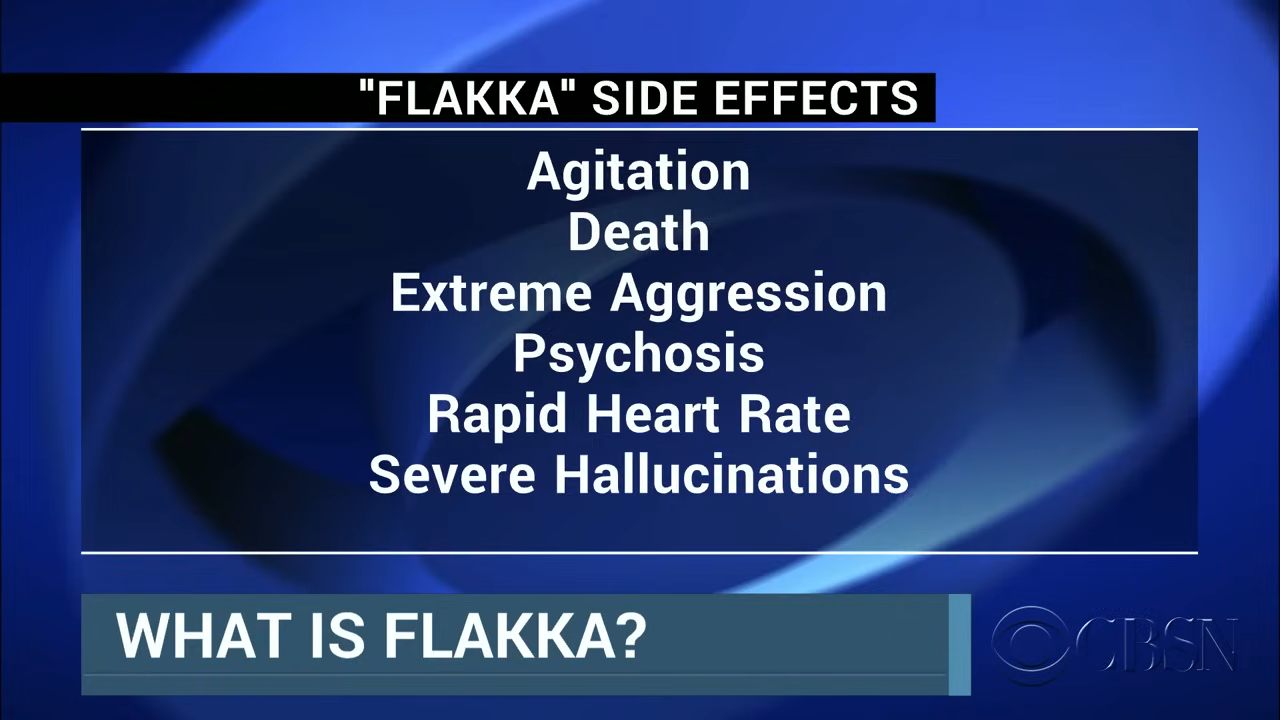 "FLAKKA" SIDE EFFECTS
Agitation
Death
Extreme Aggression
Psychosis
Rapid Heart Rate
Severe Hallucinations
WHAT IS FLAKKA?
CBSN